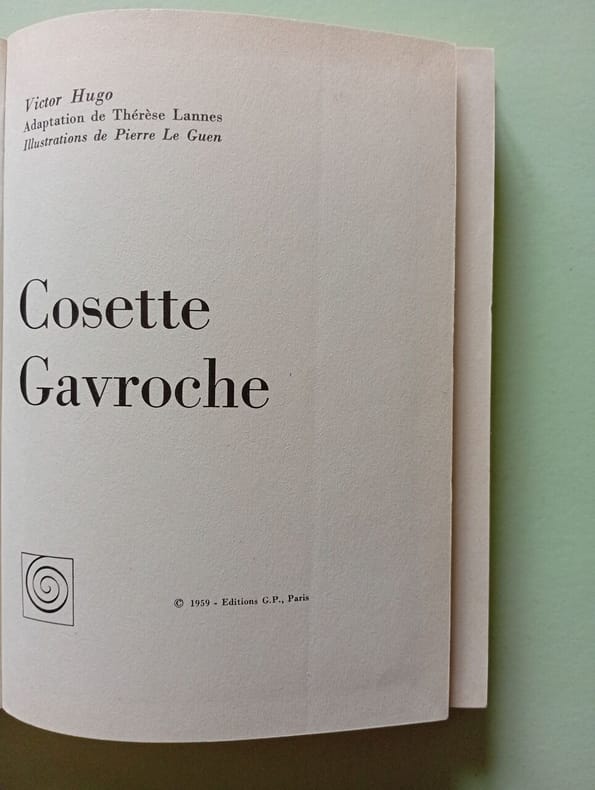 Victor Hugo
Adaptation de Thérèse Lannes
Illustrations de Pierre Le Guen
Cosette
Gavroche
© 1959 - Editions G.P., Paris